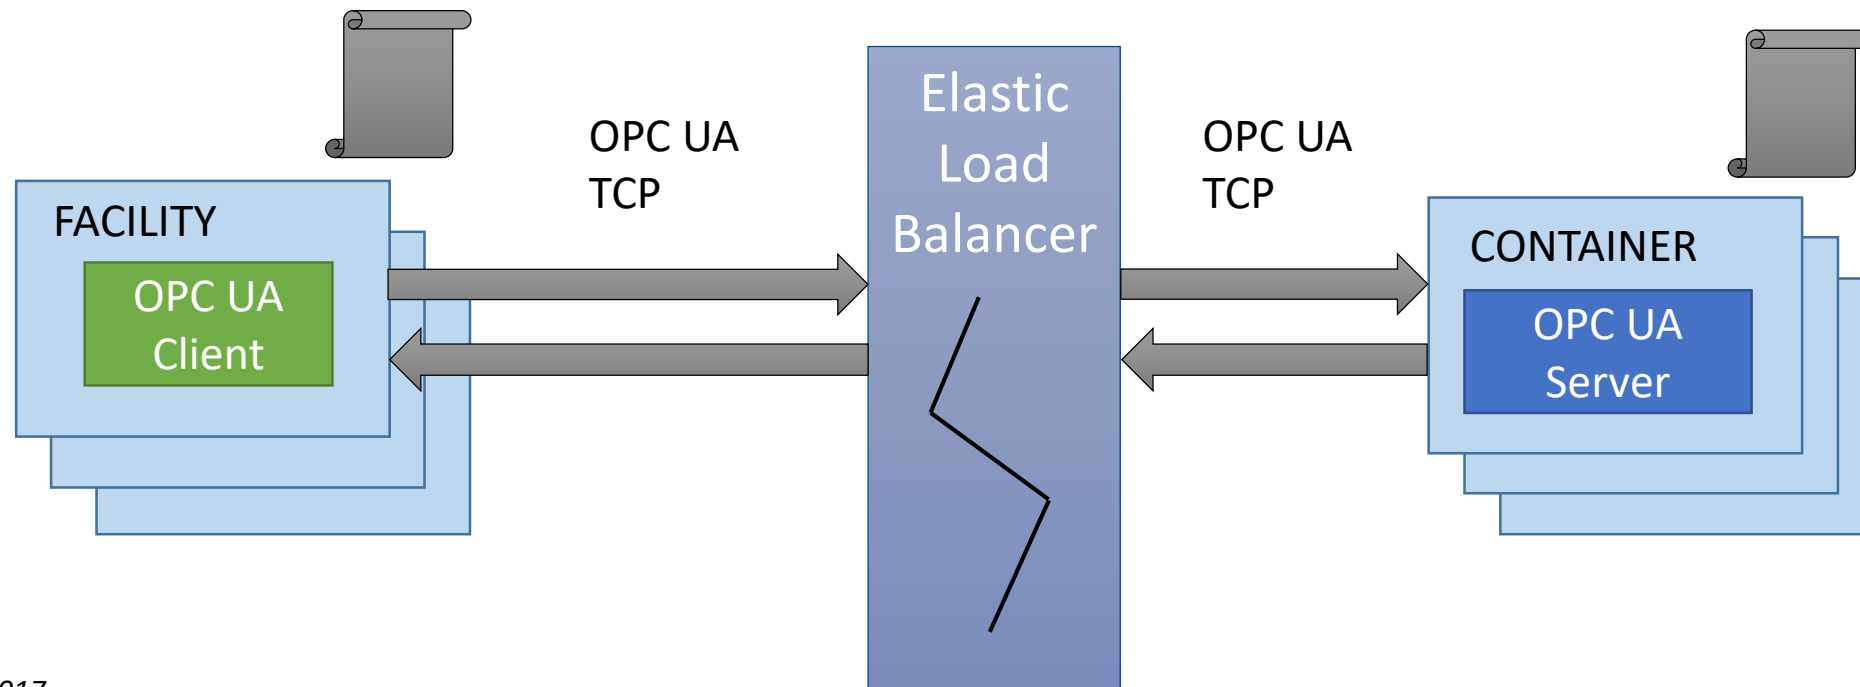 FACILITY
OPC UA
Client
OPC UA
TCP
Elastic
Load
Balancer
OPC UA
TCP
CONTAINER
OPC UA
Server